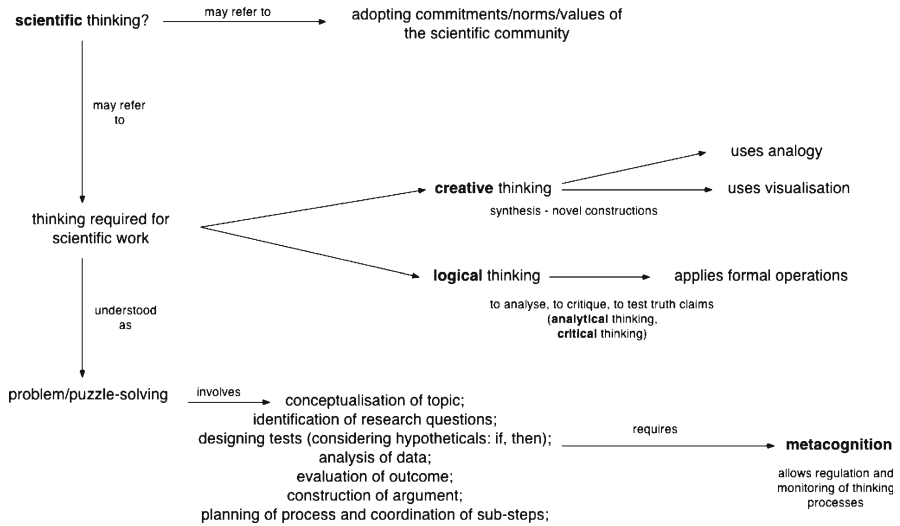 scientific thinking?
may refer to
adopting commitments/norms/values of
the scientific community
may refer
to
thinking required for
scientific work
creative thinking
synthesis - novel constructions
uses analogy
uses visualisation
logical thinking
applies formal operations
to analyse, to critique, to test truth claims
(analytical thinking,
critical thinking)
understood
as
problem/puzzle-solving
involves
conceptualisation of topic;
identification of research questions;
designing tests (considering hypotheticals: if, then);
analysis of data;
evaluation of outcome;
construction of argument;
planning of process and coordination of sub-steps;
requires
metacognition
allows regulation and
monitoring of thinking
processes